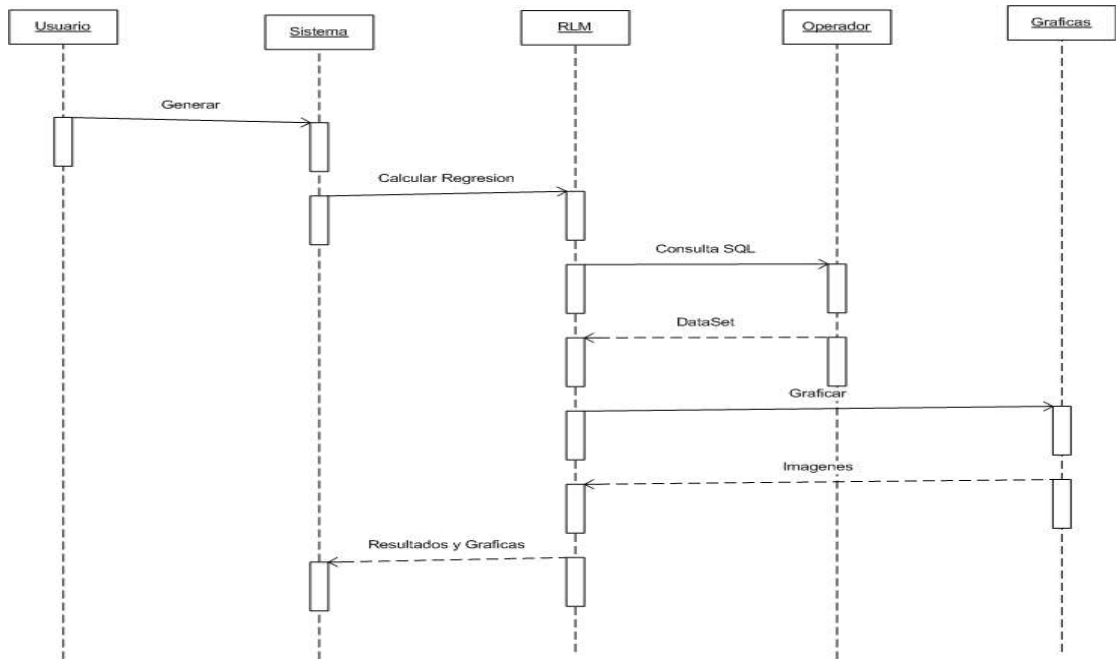 Usuario
Sistema
RLM
Operador
Graficas
Generar
Calcular Regresion
Consulta SQL
DataSet
Graficar
Imagenes
Resultados y Graficas